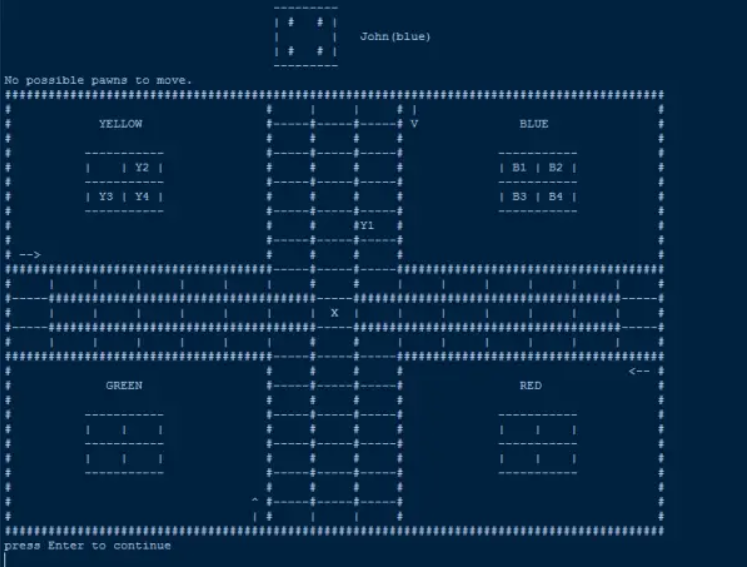 # #
John(blue)
# #
No possible pawns to move.
YELLOW BLUE
V
Y2 B1 B2
Y3 Y4 B3 B4
Y1
-->
X
<--
GREEN RED
^
press Enter to continue